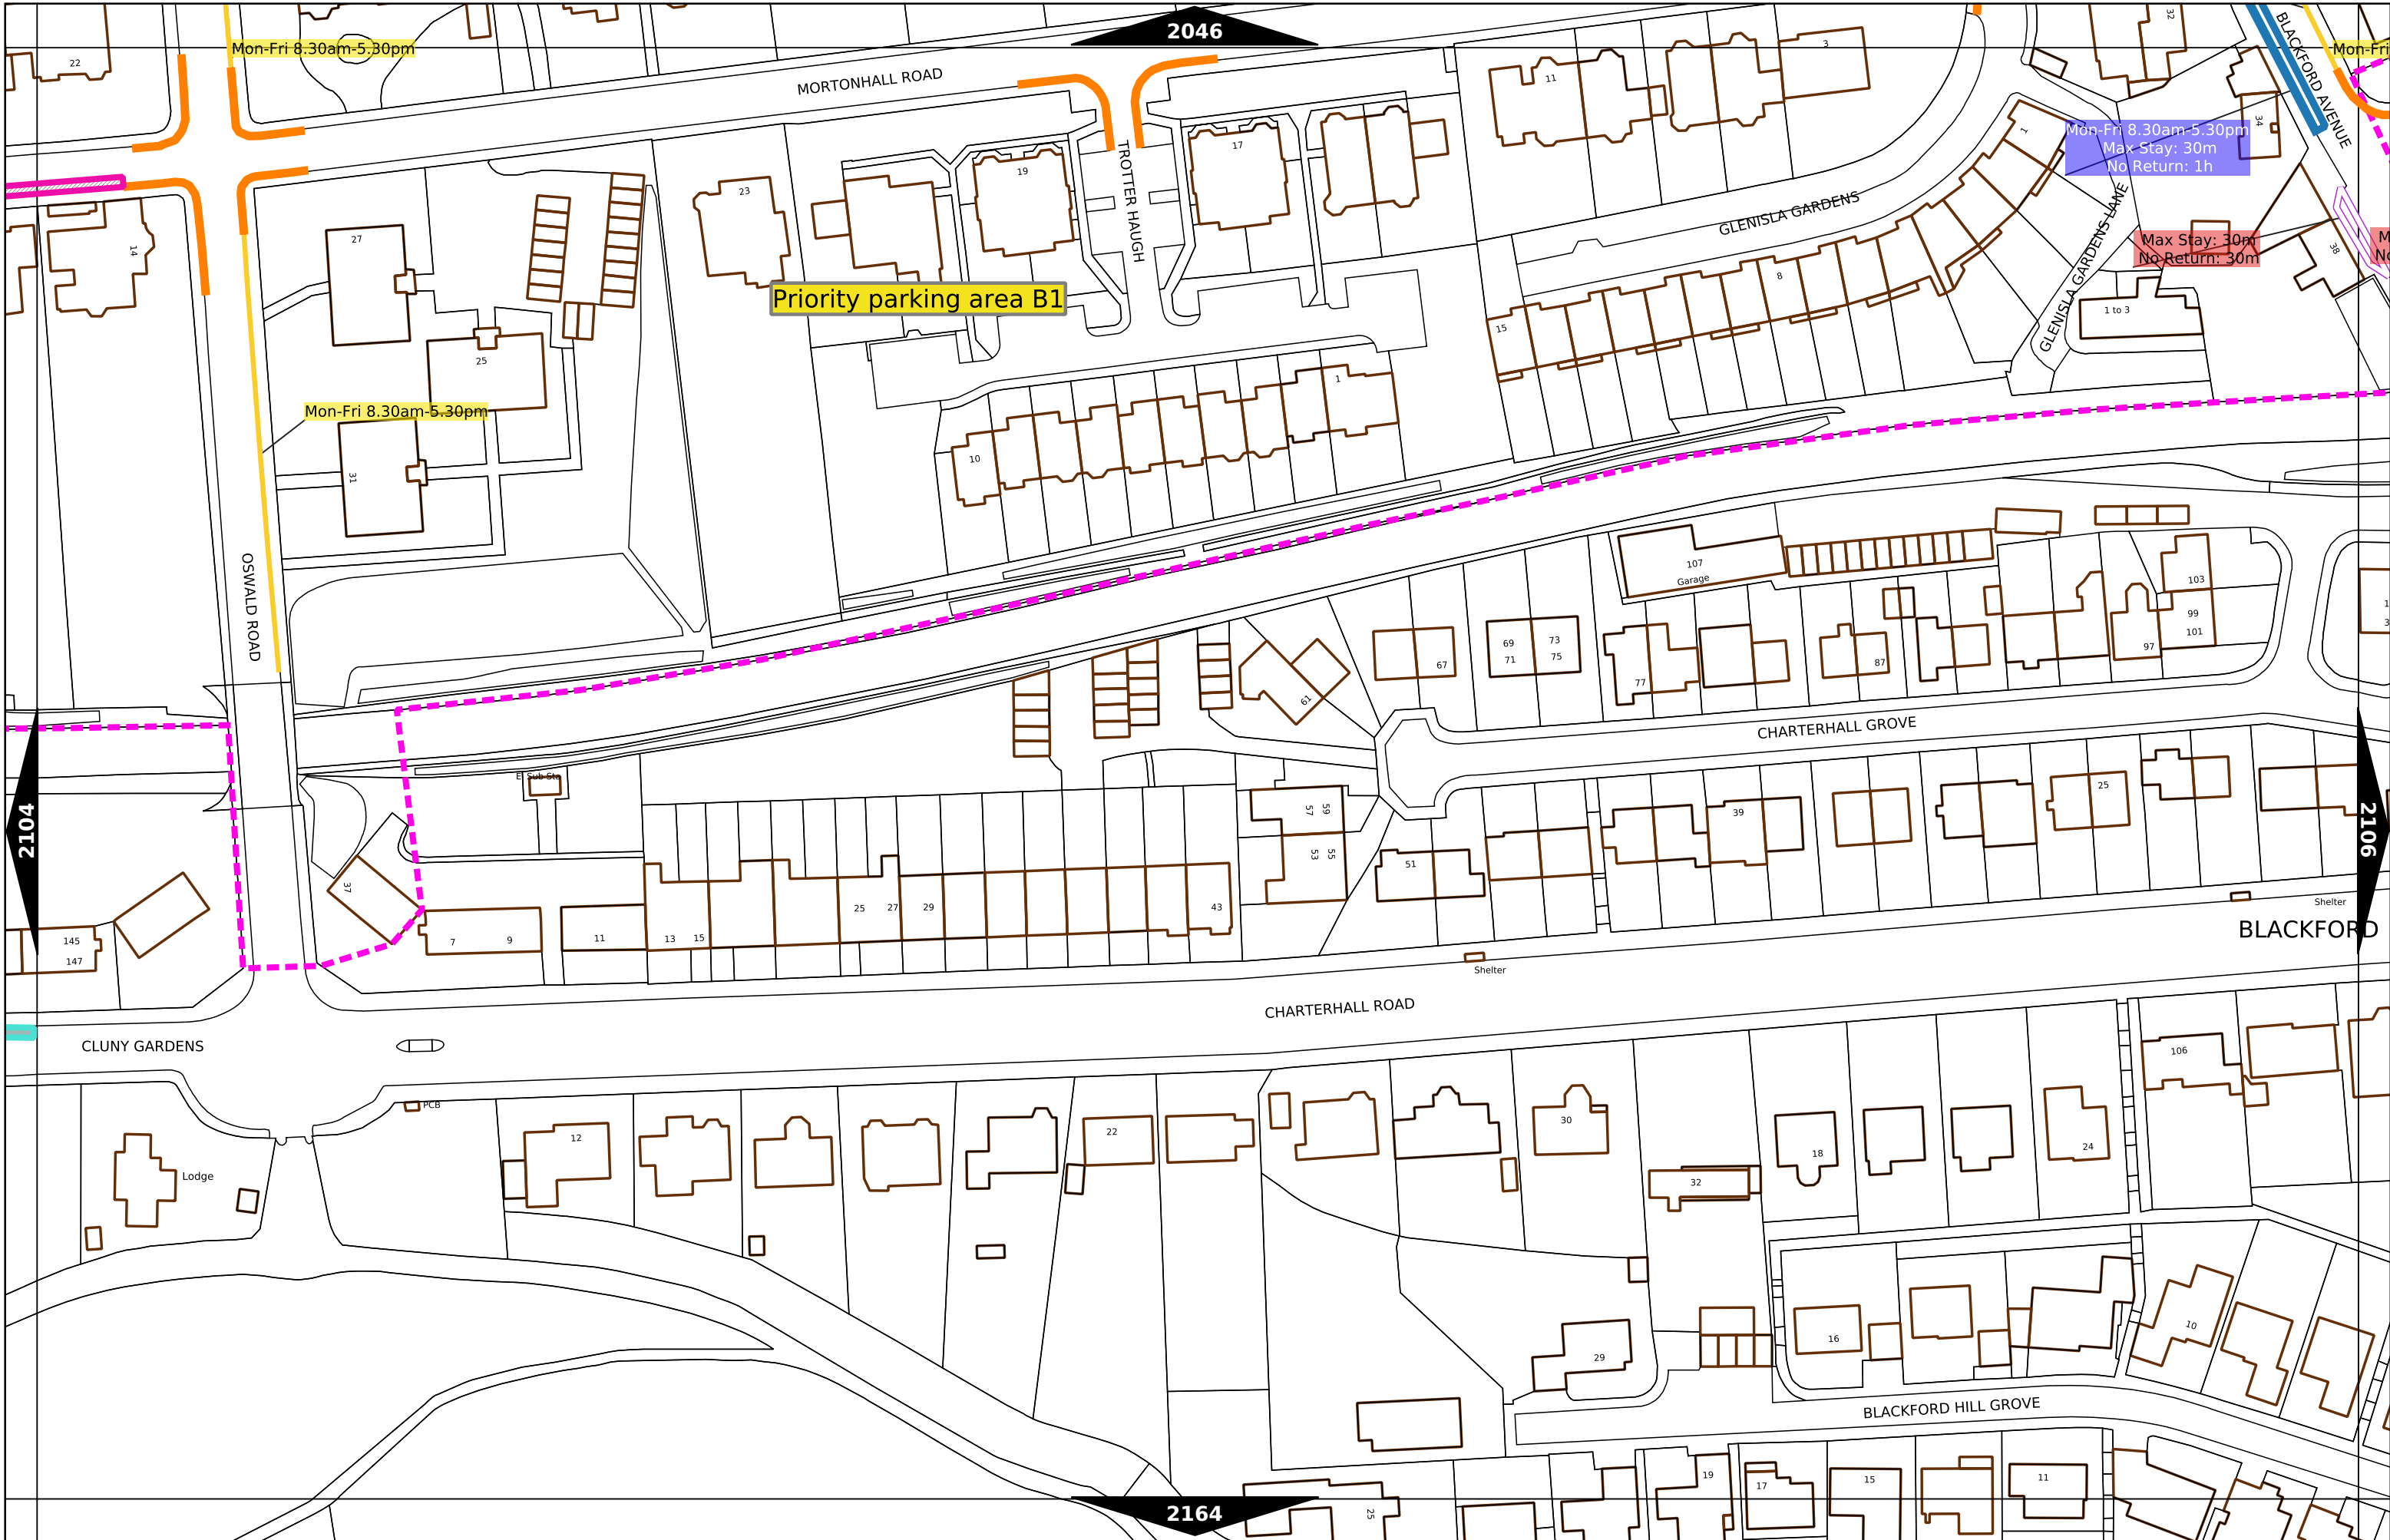 2046
Mon-Fri 8.30am-5.30pm
Mon-Fri
22
32
3
11
MORTONHALL ROAD
BLACKFORD AVENUE
34
Mon-Fri 8.30am-5.30pm
Max Stay: 30m
No Return: 1h
1
17
19
23
TROTTER HAUGH
GLENISLA GARDENS
GLENISLA GARDENS LANE
14
27
Max Stay: 30m
No Return: 30m
M
No
38
8
Priority parking area B1
1 to 3
15
25
1
Mon-Fri 8.30am-5.30pm
10
31
OSWALD ROAD
107
Garage
103
99
101
97
69
71
73
75
67
77
87
61
CHARTERHALL GROVE
El Sub Sta
2104
2106
57
59
53
55
39
25
51
37
7
9
11
13
15
25
27
29
43
145
147
Shelter
BLACKFORD
Shelter
CHARTERHALL ROAD
CLUNY GARDENS
PCB
106
12
22
30
18
24
32
Lodge
16
10
29
BLACKFORD HILL GROVE
19
17
15
11
25
2164